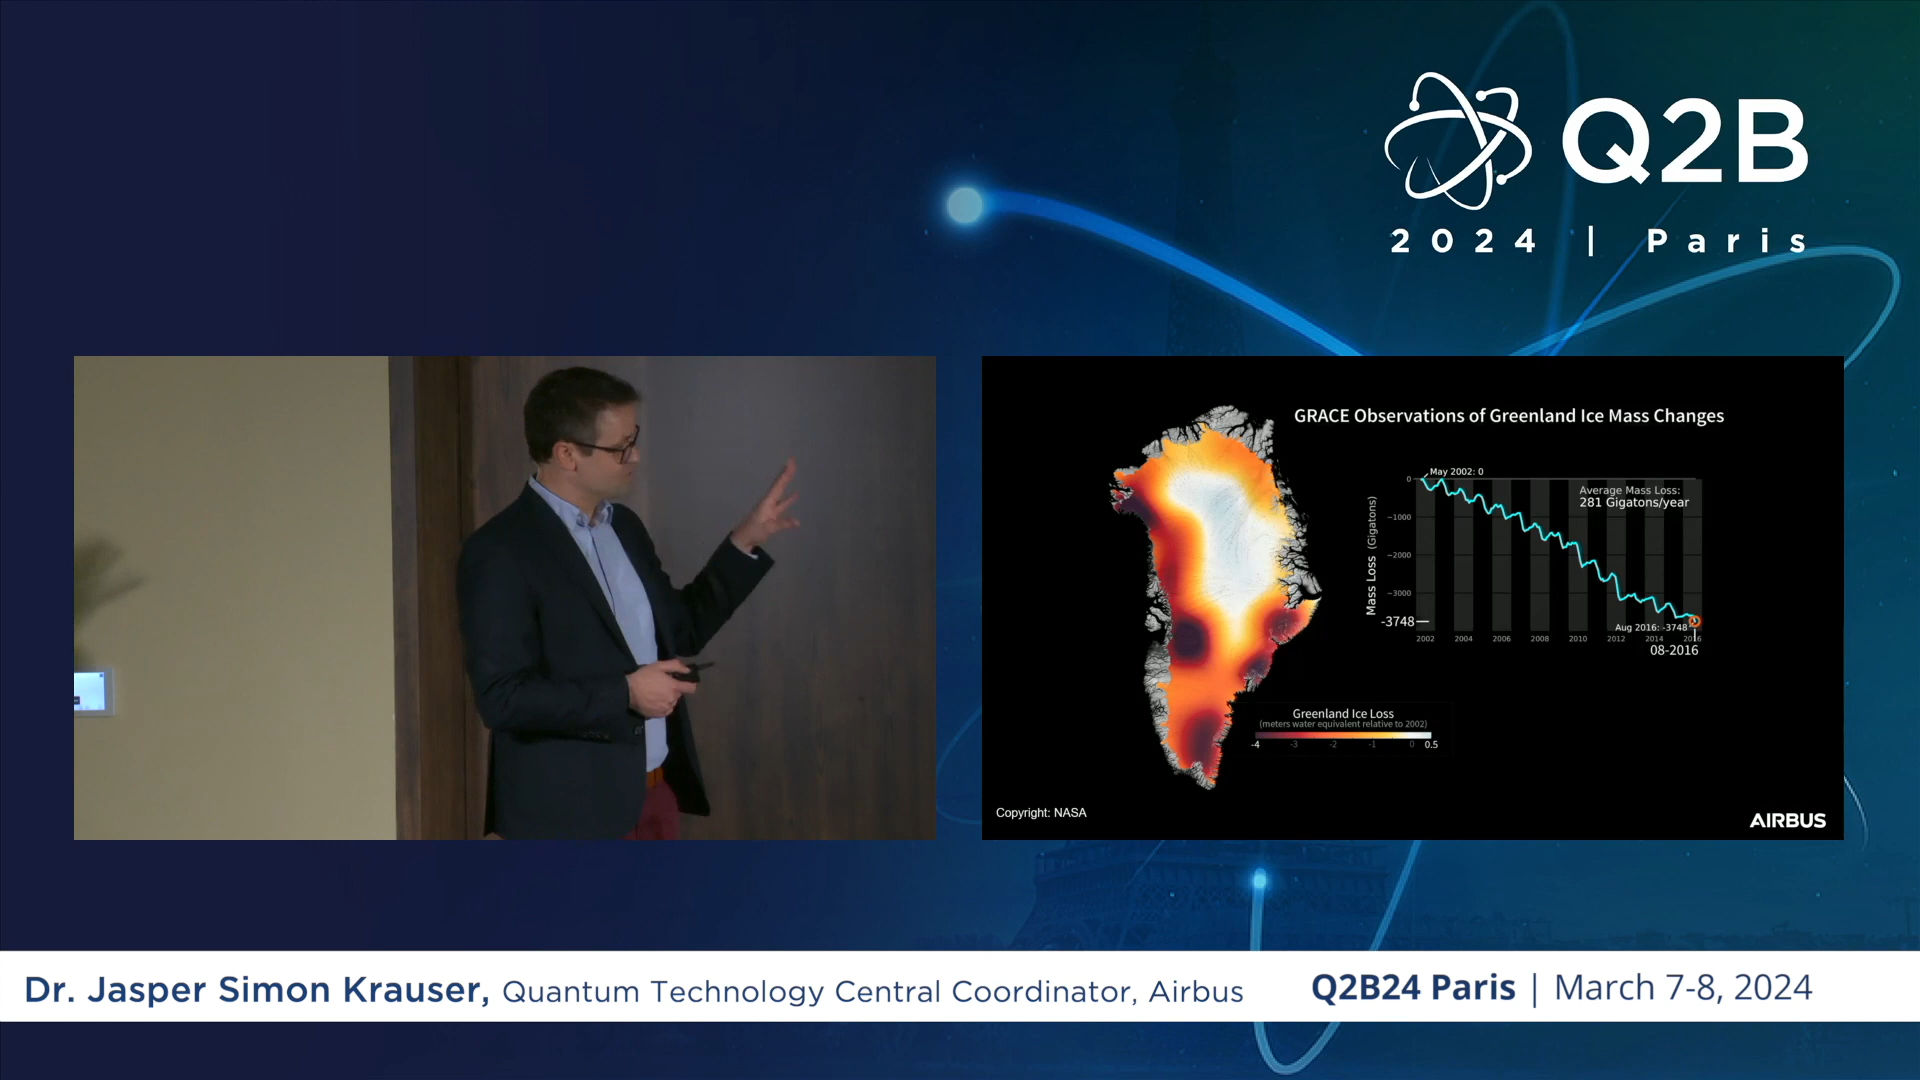 Q2B
2024 | Paris
GRACE Observations of Greenland Ice Mass Changes
May 2002: 0
Average Mass Loss:
281 Gigatons/year
Mass Loss (Gigatons)
0
-1000
-2000
-3000
-3748
Aug 2016: -3748
2002 2004 2006 2008 2010 2012 2014 2016
08-2016
Greenland Ice Loss
(meters water equivalent relative to 2002)
-4 -3 -2 -1 0 0.5
Copyright: NASA
AIRBUS
Dr. Jasper Simon Krauser, Quantum Technology Central Coordinator, Airbus
Q2B24 Paris | March 7-8, 2024